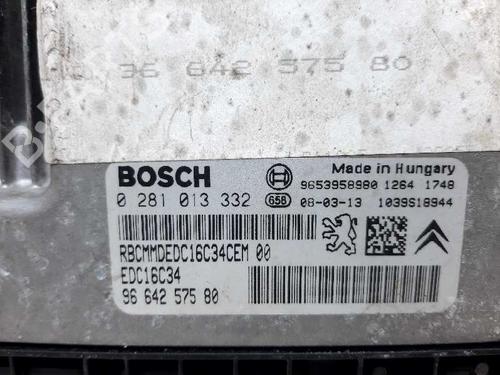 96 642 575 80
BOSCH
Made in Hungary
9653958980 1264 1748
0 281 013 332
G58
08-03-13 1039S18944
RBCMMDEDC16C34CEM 00
EDC16C34
96 642 575 80